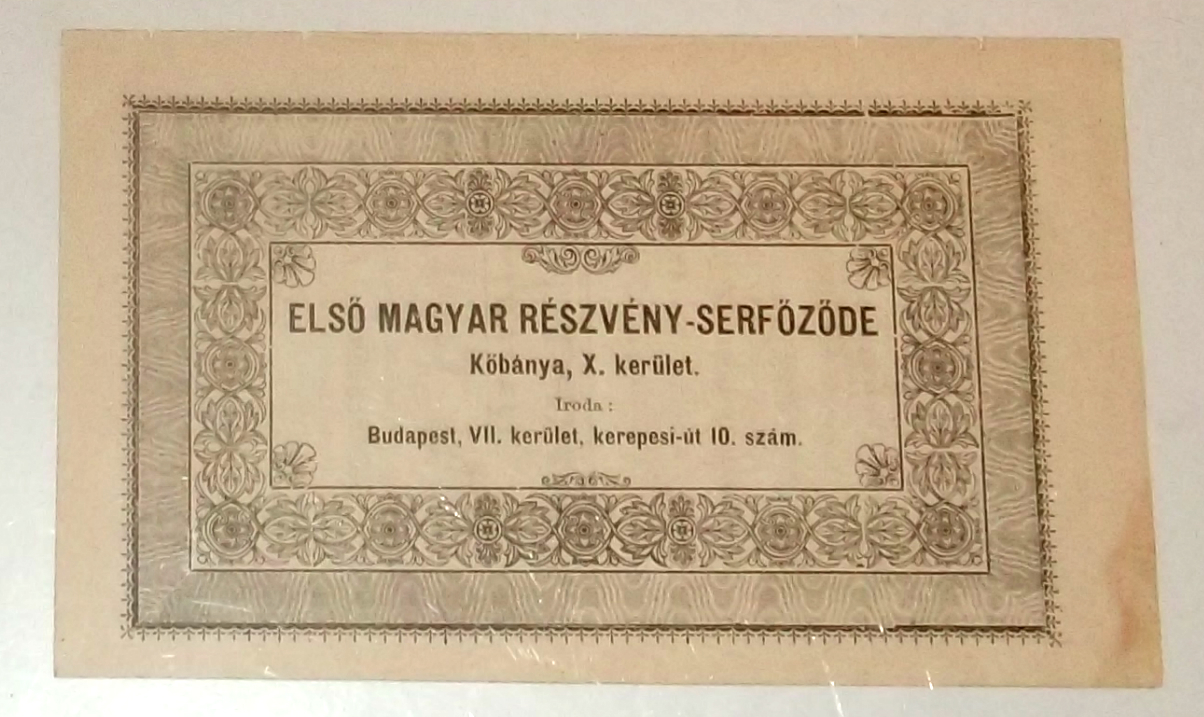 ELSŐ MAGYAR RÉSZVÉNY-SERFŐZŐDE
Kőbánya, X. kerület.
Iroda :
Budapest, VII. kerület, kerepesi-út 10. szám.